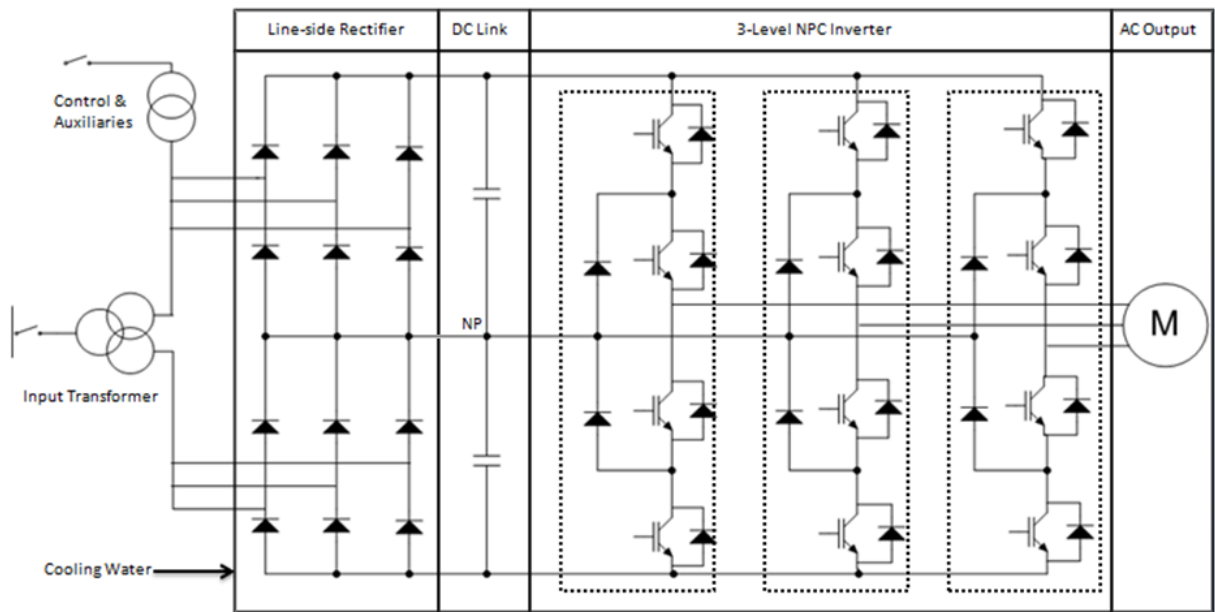 Line-side Rectifier
DC Link
3-Level NPC Inverter
AC Output
Control &
Auxiliaries
NP
M
Input Transformer
Cooling Water